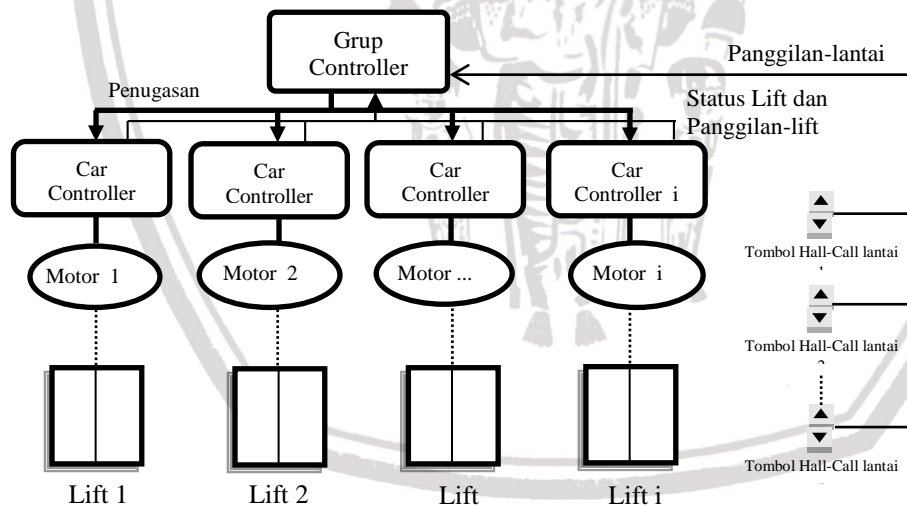 Grup
Controller
Panggilan-lantai
Penugasan
Status Lift dan
Panggilan-lift
Car
Controller
Car
Controller
Car
Controller
Car
Controller i
Motor 1
Motor 2
Motor ...
Motor i
Tombol Hall-Call lantai
Tombol Hall-Call lantai
Tombol Hall-Call lantai
Lift 1
Lift 2
Lift
Lift i